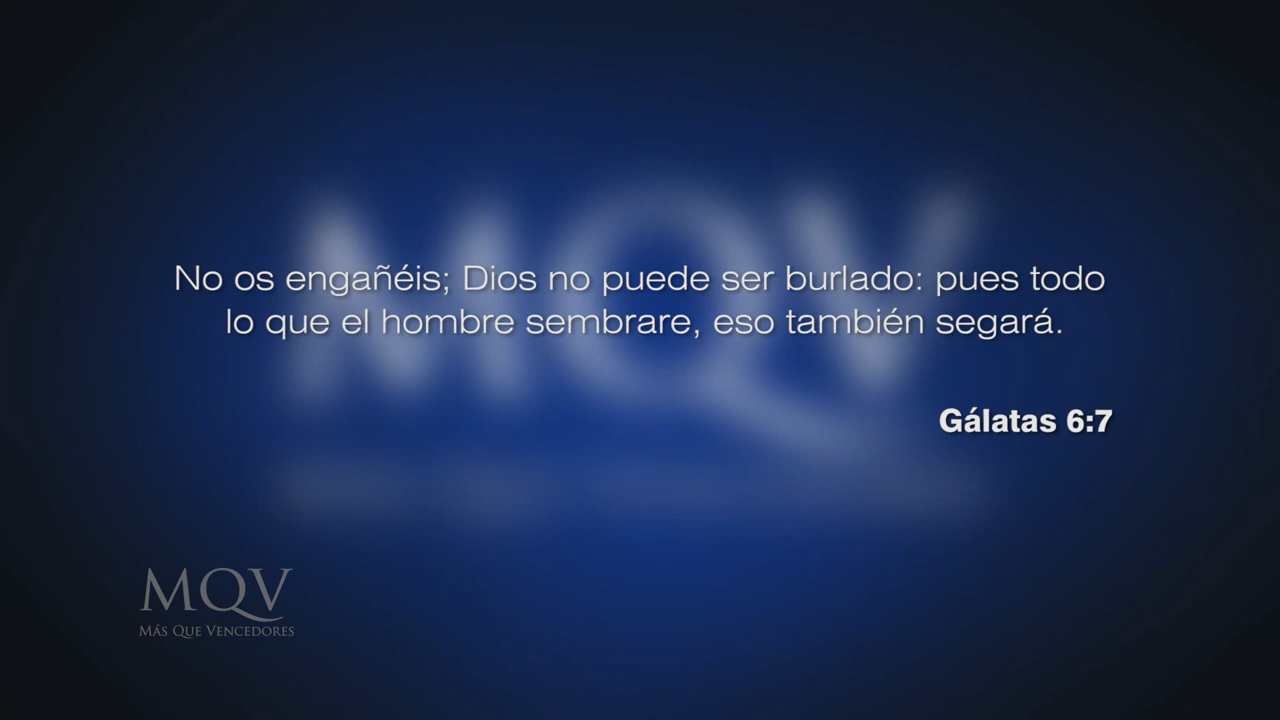 No os engañéis; Dios no puede ser burlado: pues todo
lo que el hombre sembrare, eso también segará.
Gálatas 6:7
MQV
MQV
MÁS QUE VENCEDORES